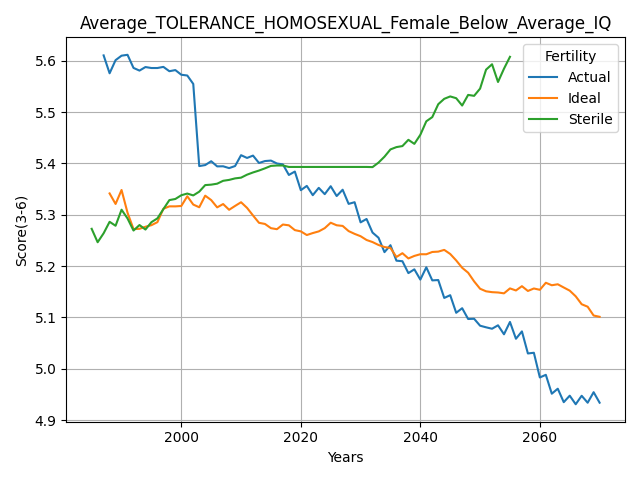 Average_TOLERANCE_HOMOSEXUAL_Female_Below_Average_IQ
Fertility
Actual
Ideal
Sterile
Score(3-6)
5.6
5.5
5.4
5.3
5.2
5.1
5.0
4.9
2000
2020
2040
2060
Years